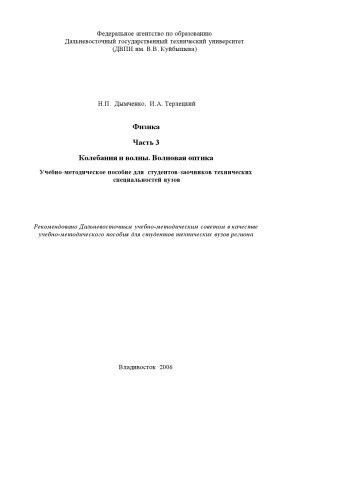 Федеральное агентство по образованию
Дальневосточный государственный технический университет
(ДВПИ им. В.В. Куйбышева)
Н.П. Дымченко, И.А. Терлецкий
Физика
Часть 3
Колебания и волны. Волновая оптика
Учебно-методическое пособие для студентов-заочников технических
специальностей вузов
Рекомендовано Дальневосточным учебно-методическим советом в качестве
учебно-методического пособия для студентов технических вузов региона
Владивосток 2006